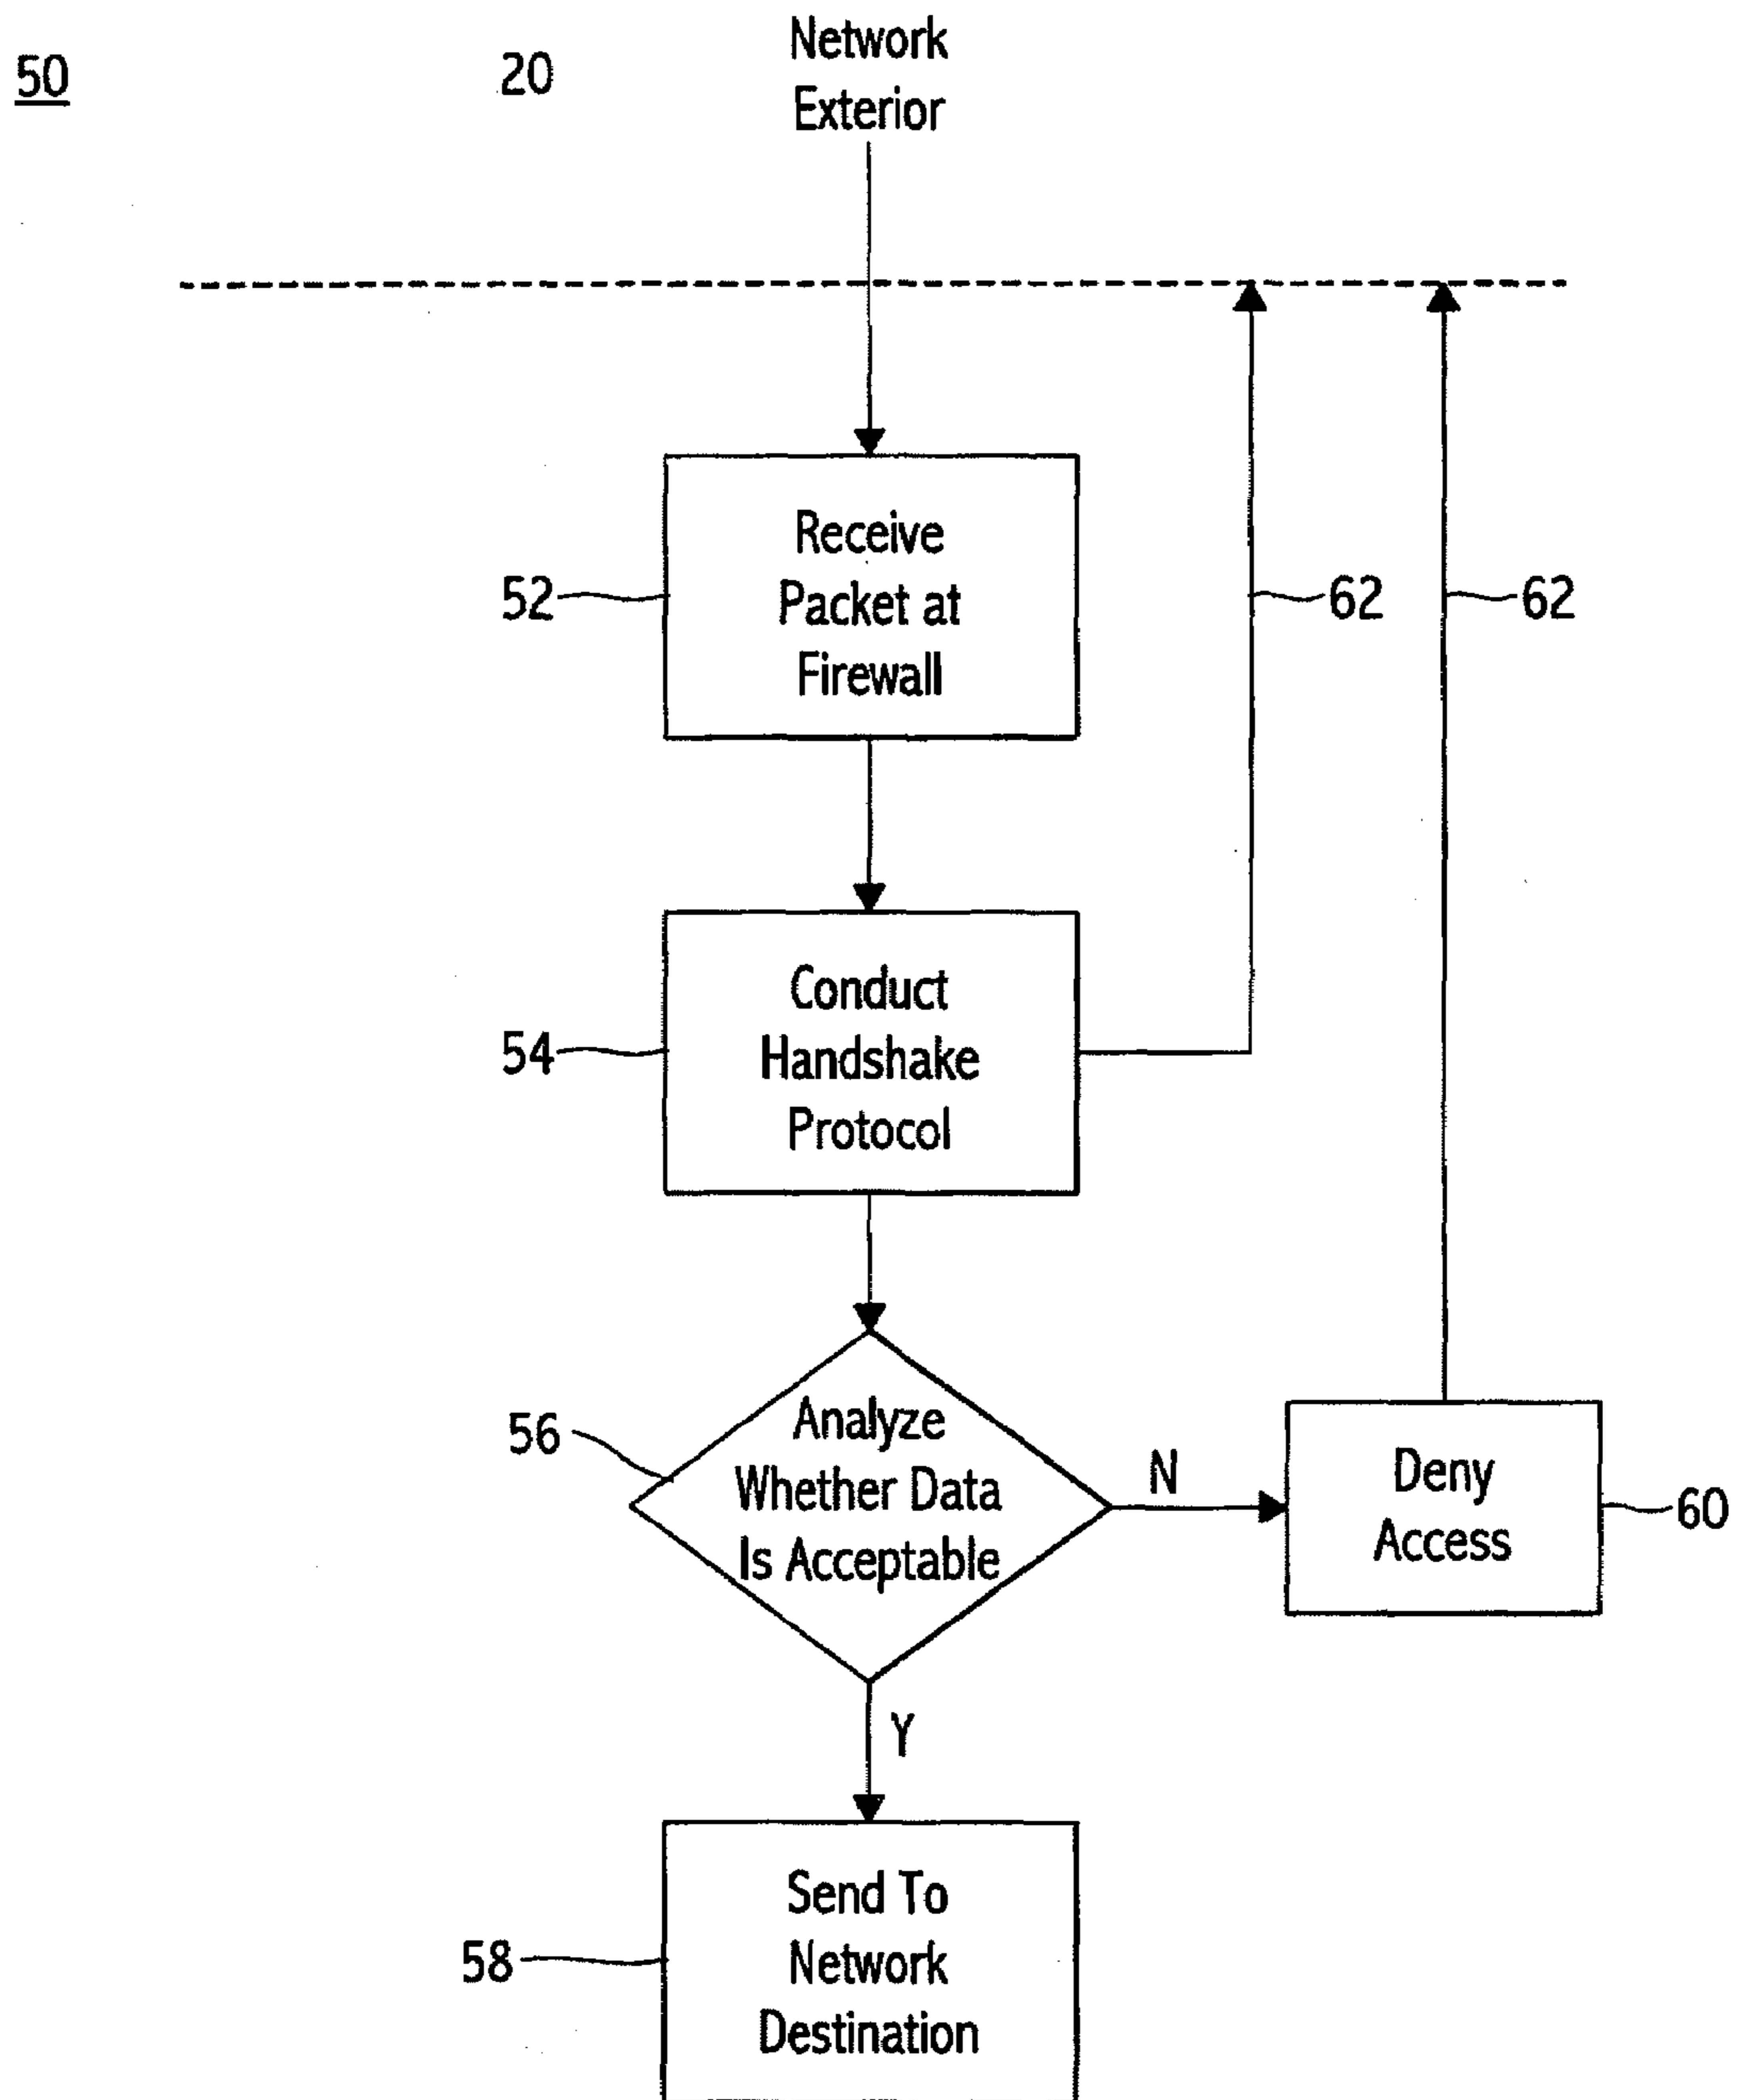 50
20
Network
Exterior
Receive
Packet at
Firewall
52
62
62
Conduct
Handshake
Protocol
54
Analyze
Whether Data
Is Acceptable
56
N
Deny
Access
60
Y
Send To
Network
Destination
58